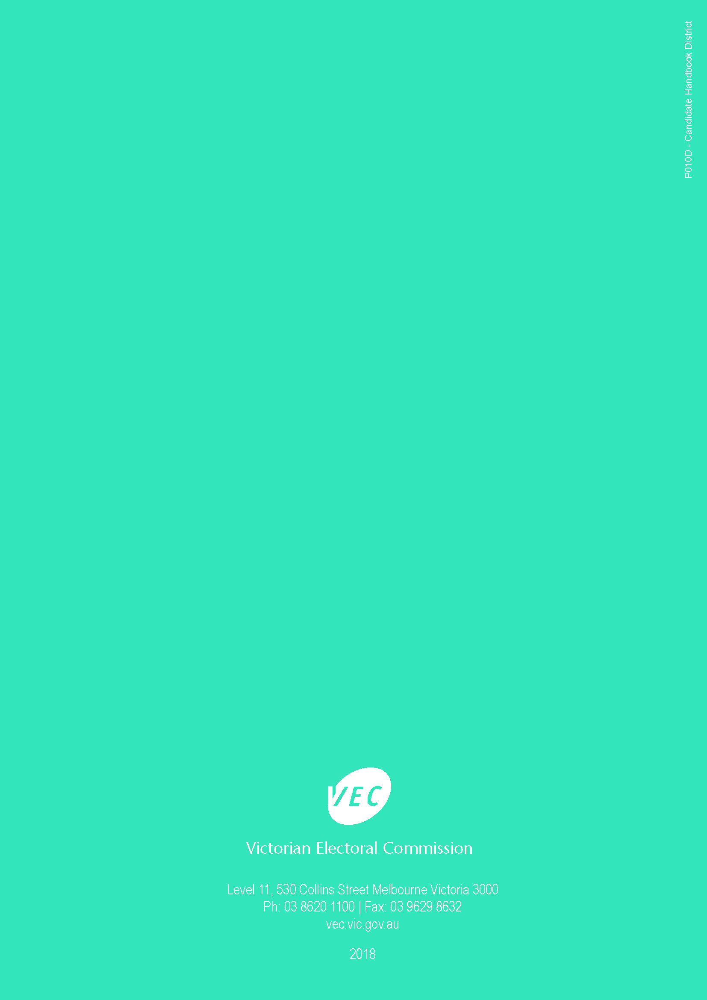 P010D - Candidate Handbook District
VEC
Victorian Electoral Commission
Level 11, 530 Collins Street Melbourne Victoria 3000
Ph: 03 8620 1100 | Fax: 03 9629 8632
vec.vic.gov.au
2018